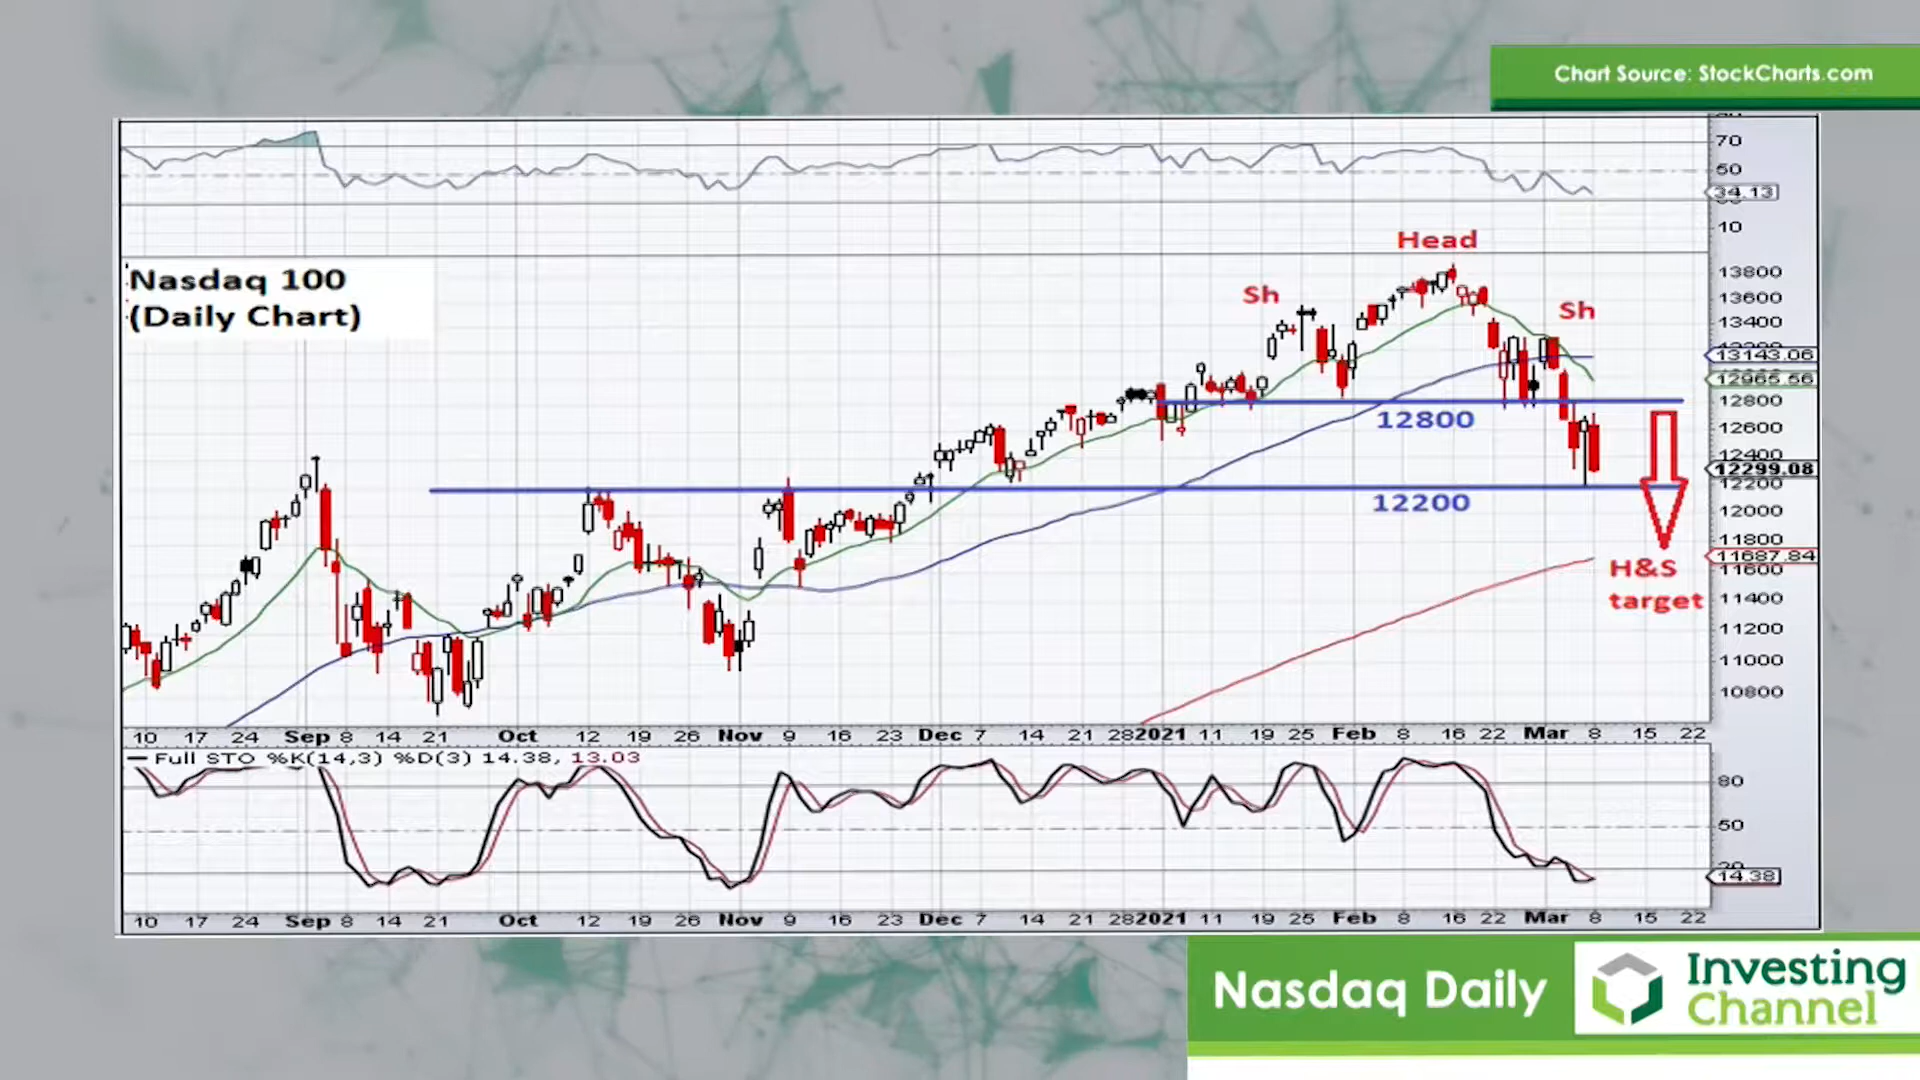 Chart Source: StockCharts.com
70
50
34.13
10
Head
Nasdaq 100
(Daily Chart)
Sh
Sh
13800
13600
13400
13143.06
12965.56
12800
12800
12600
12400
12299.08
12200
12200
12000
11800
11687.84
11600
H&S
target
11400
11200
11000
10800
10 17 24 Sep 8 14 21 Oct 12 19 26 Nov 9 16 23 Dec 7 14 21 28 2021 11 19 25 Feb 8 16 22 Mar 8 15 22
Full STO %K(14,3) %D(3) 14.38, 13.03
80
50
20
14.38
10 17 24 Sep 8 14 21 Oct 12 19 26 Nov 9 16 23 Dec 7 14 21 28 2021 11 19 25 Feb 8 16 22 Mar 8 15 22
Nasdaq Daily
Investing
Channel